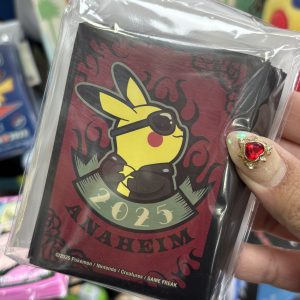 2025
ANAHEIM
©2025 Pokémon / Nintendo / Creatures / GAME FREAK